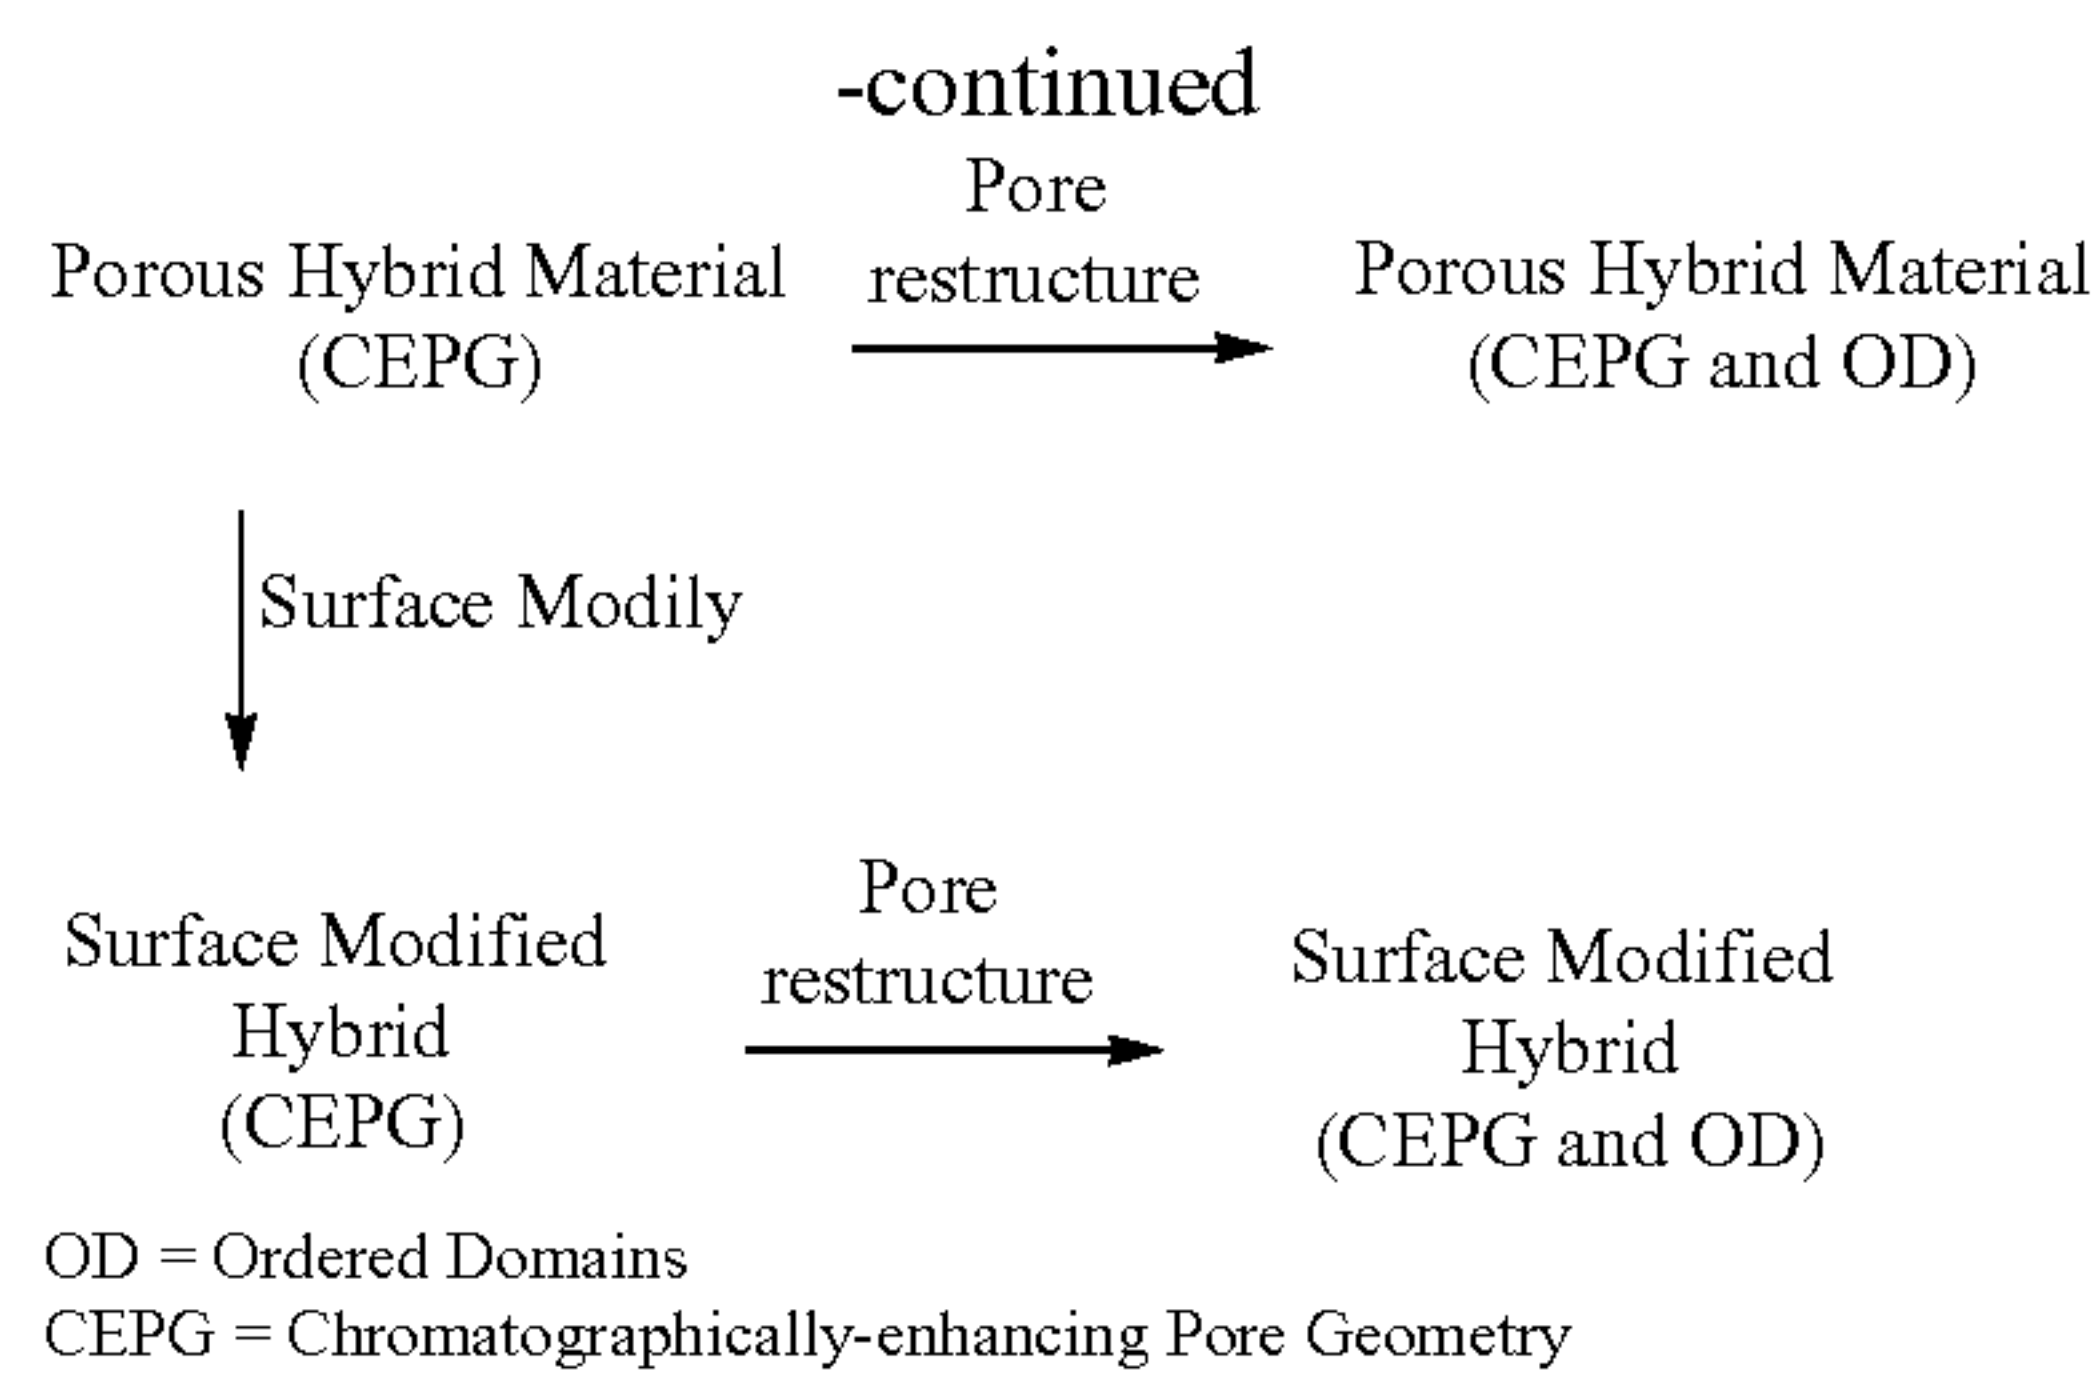 -continued
Pore
restructure
Porous Hybrid Material
(CEPG)
Porous Hybrid Material
(CEPG and OD)
Surface Modily
Surface Modified
Hybrid
(CEPG)
Pore
restructure
Surface Modified
Hybrid
(CEPG and OD)
OD = Ordered Domains
CEPG = Chromatographically-enhancing Pore Geometry